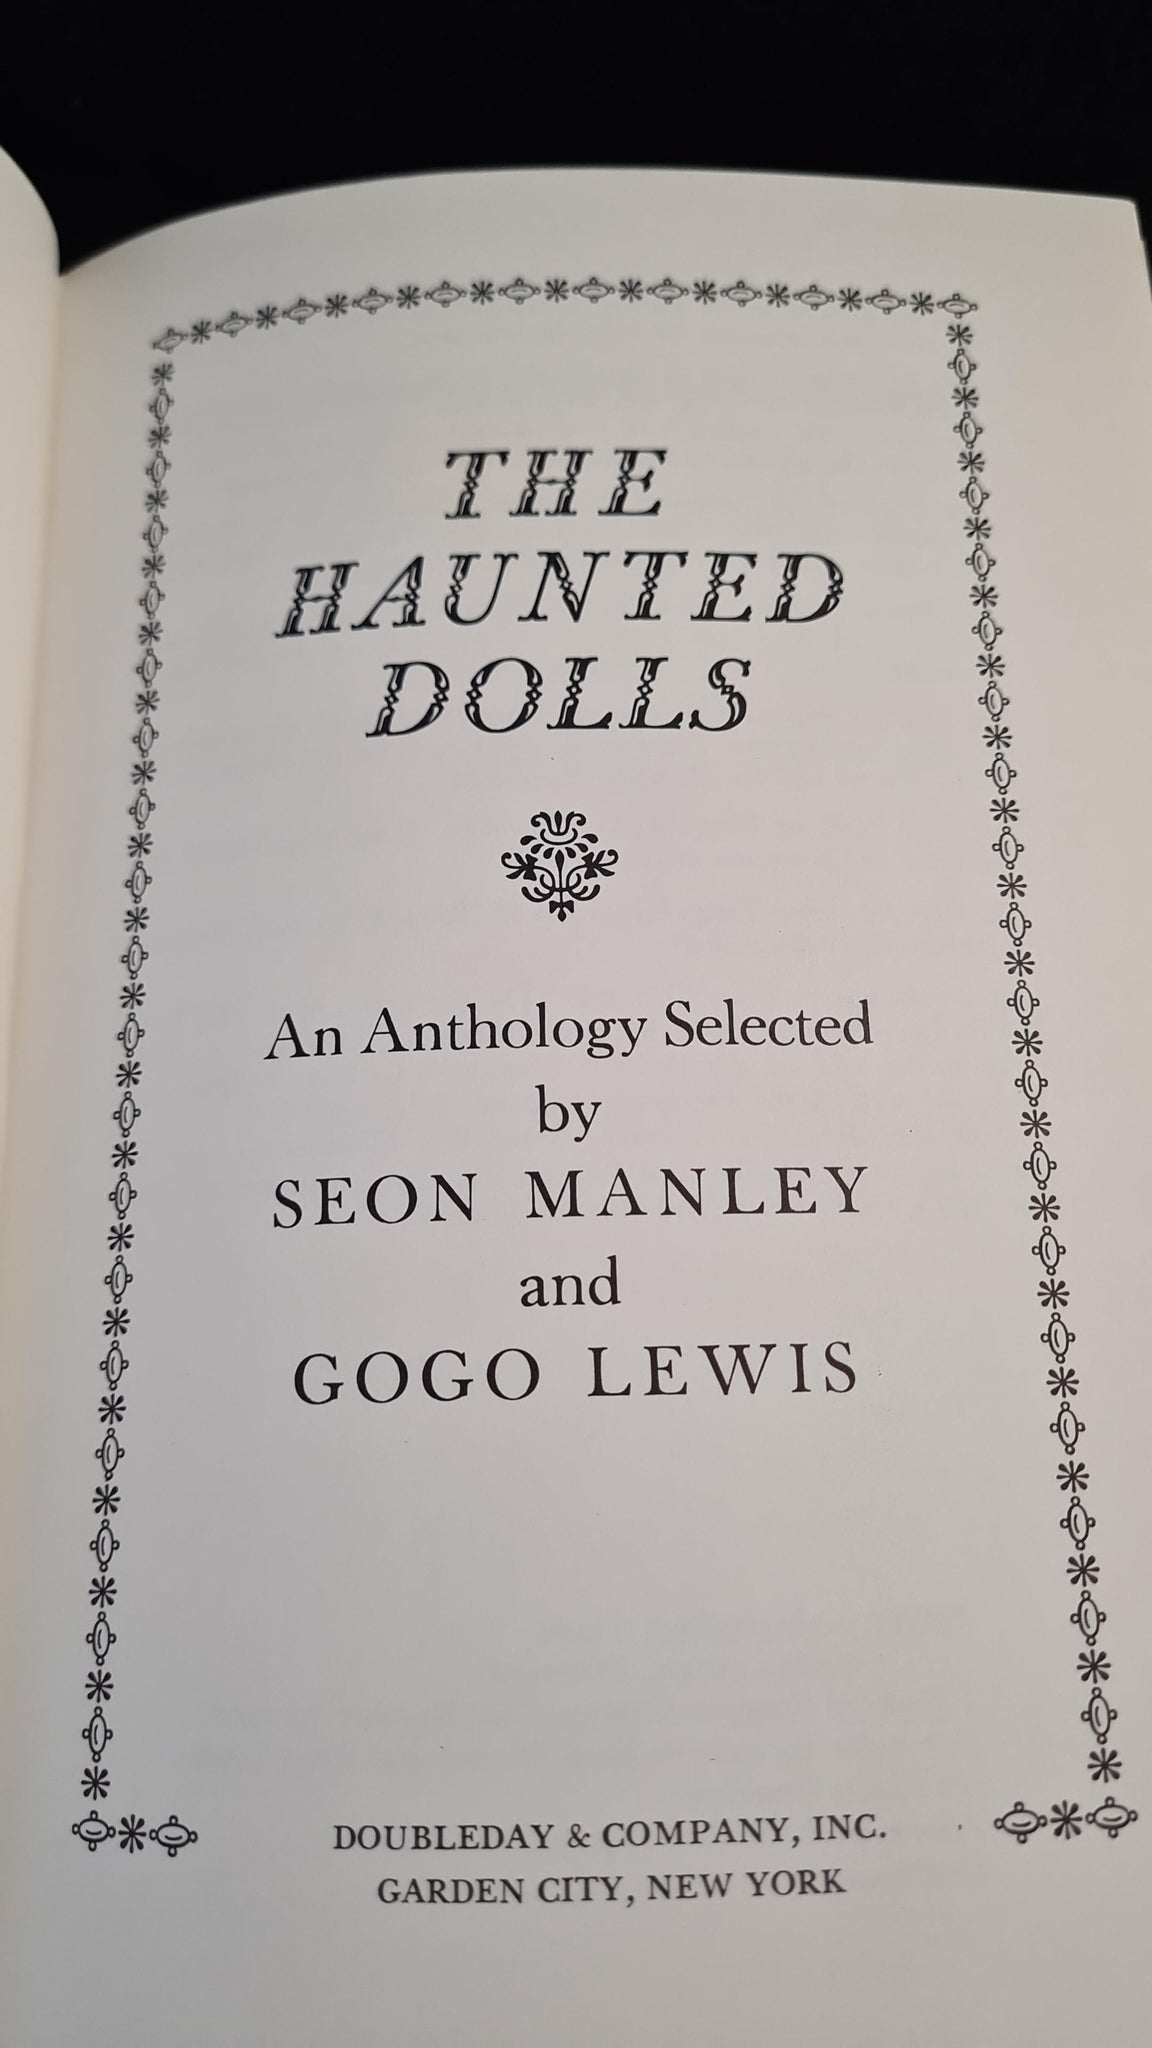 THE
HAUNTED
DOLLS
An Anthology Selected
by
SEON MANLEY
and
GOGO LEWIS
DOUBLEDAY & COMPANY, INC.
GARDEN CITY, NEW YORK